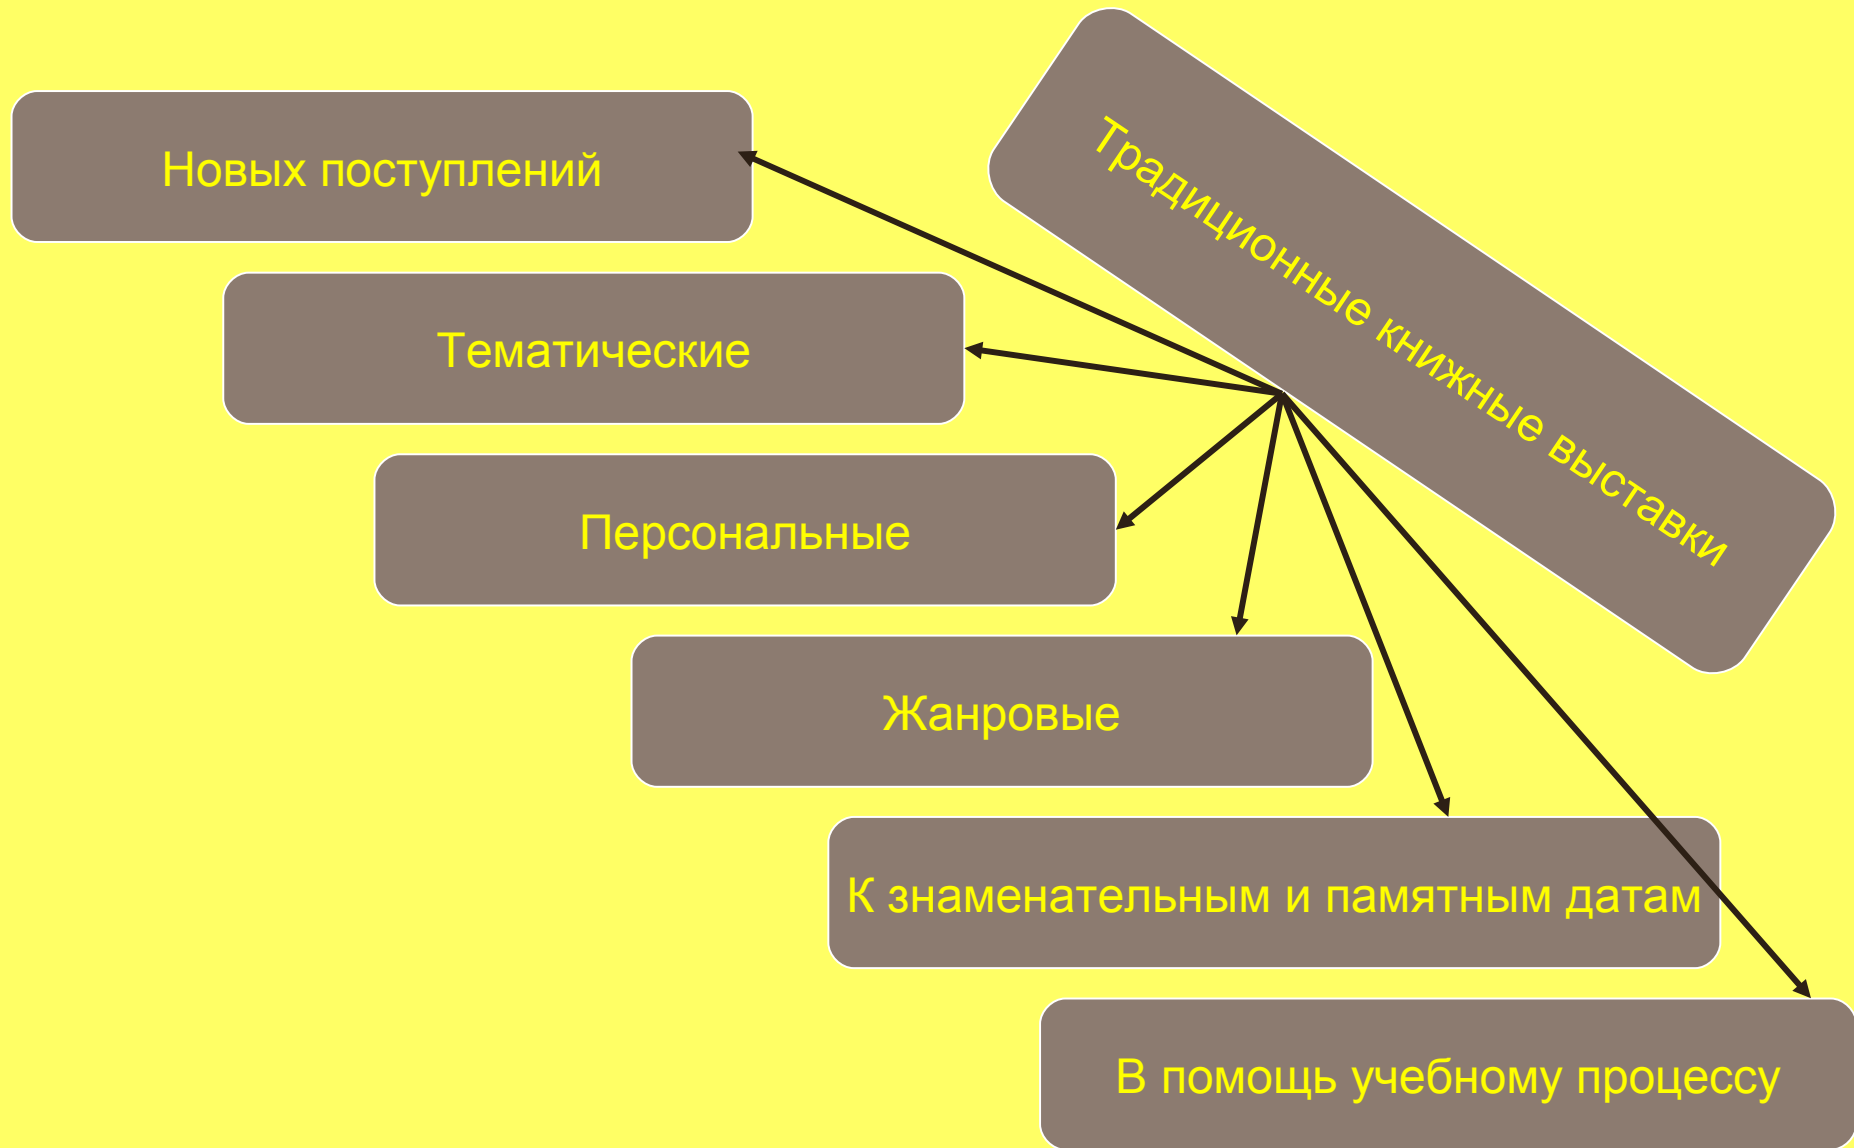 Традиционные книжные выставки
Новых поступлений
Тематические
Персональные
Жанровые
К знаменательным и памятным датам
В помощь учебному процессу